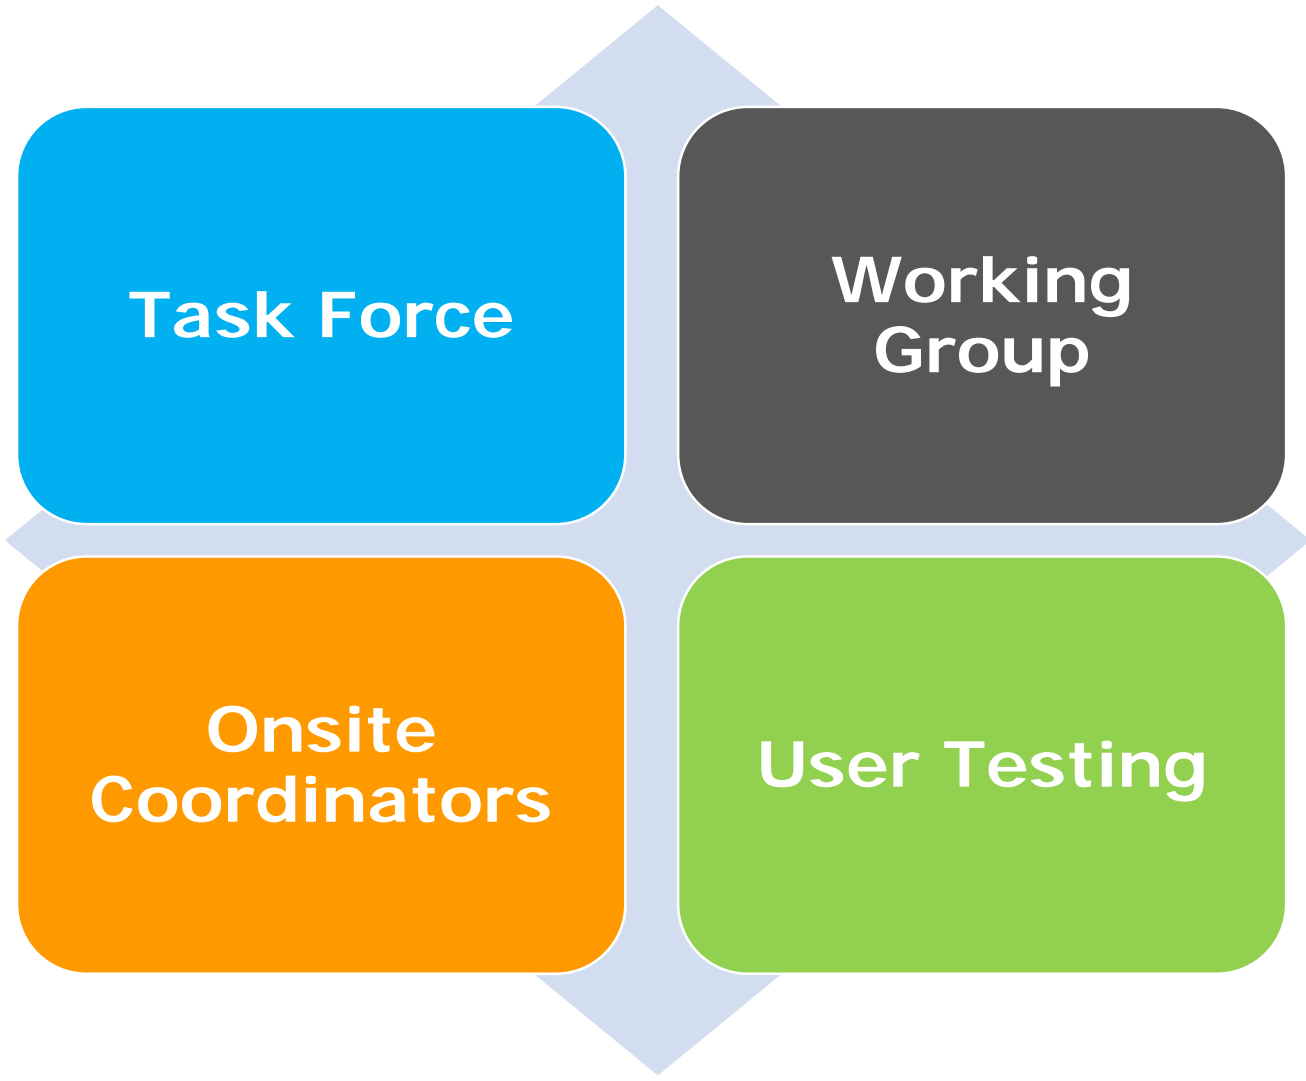 Task Force
Working
Group
Onsite
Coordinators
User Testing